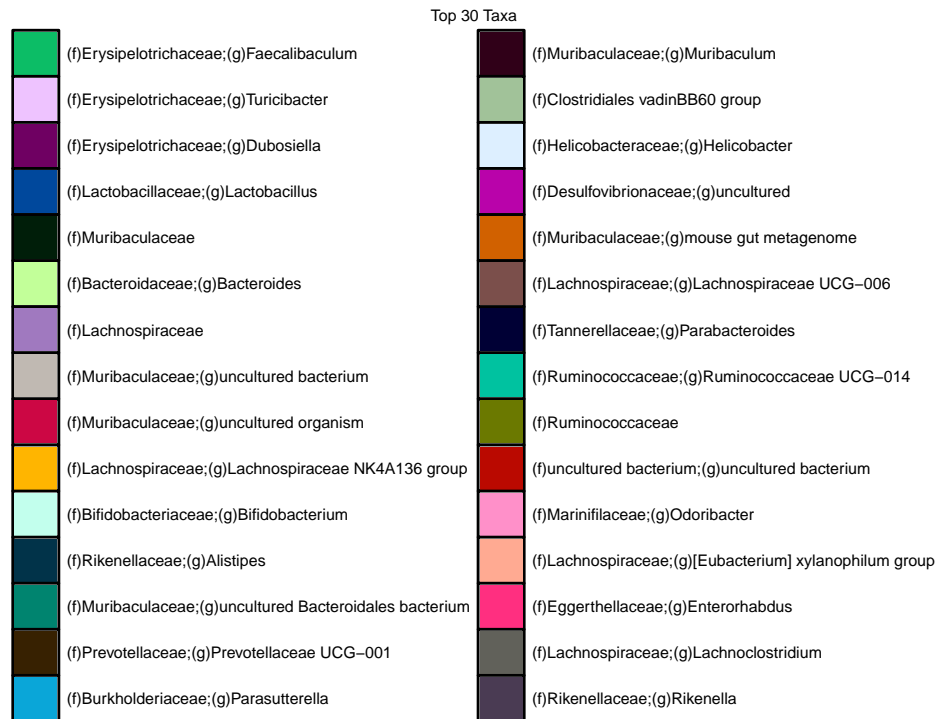 Top 30 Taxa
(f)Erysipelotrichaceae;(g)Faecalibaculum
(f)Erysipelotrichaceae;(g)Turicibacter
(f)Erysipelotrichaceae;(g)Dubosiella
(f)Lactobacillaceae;(g)Lactobacillus
(f)Muribaculaceae
(f)Bacteroidaceae;(g)Bacteroides
(f)Lachnospiraceae
(f)Muribaculaceae;(g)uncultured bacterium
(f)Muribaculaceae;(g)uncultured organism
(f)Lachnospiraceae;(g)Lachnospiraceae NK4A136 group
(f)Bifidobacteriaceae;(g)Bifidobacterium
(f)Rikenellaceae;(g)Alistipes
(f)Muribaculaceae;(g)uncultured Bacteroidales bacterium
(f)Prevotellaceae;(g)Prevotellaceae UCG−001
(f)Burkholderiaceae;(g)Parasutterella
(f)Muribaculaceae;(g)Muribaculum
(f)Clostridiales vadinBB60 group
(f)Helicobacteraceae;(g)Helicobacter
(f)Desulfovibrionaceae;(g)uncultured
(f)Muribaculaceae;(g)mouse gut metagenome
(f)Lachnospiraceae;(g)Lachnospiraceae UCG−006
(f)Tannerellaceae;(g)Parabacteroides
(f)Ruminococcaceae;(g)Ruminococcaceae UCG−014
(f)Ruminococcaceae
(f)uncultured bacterium;(g)uncultured bacterium
(f)Marinifilaceae;(g)Odoribacter
(f)Lachnospiraceae;(g)[Eubacterium] xylanophilum group
(f)Eggerthellaceae;(g)Enterorhabdus
(f)Lachnospiraceae;(g)Lachnoclostridium
(f)Rikenellaceae;(g)Rikenella